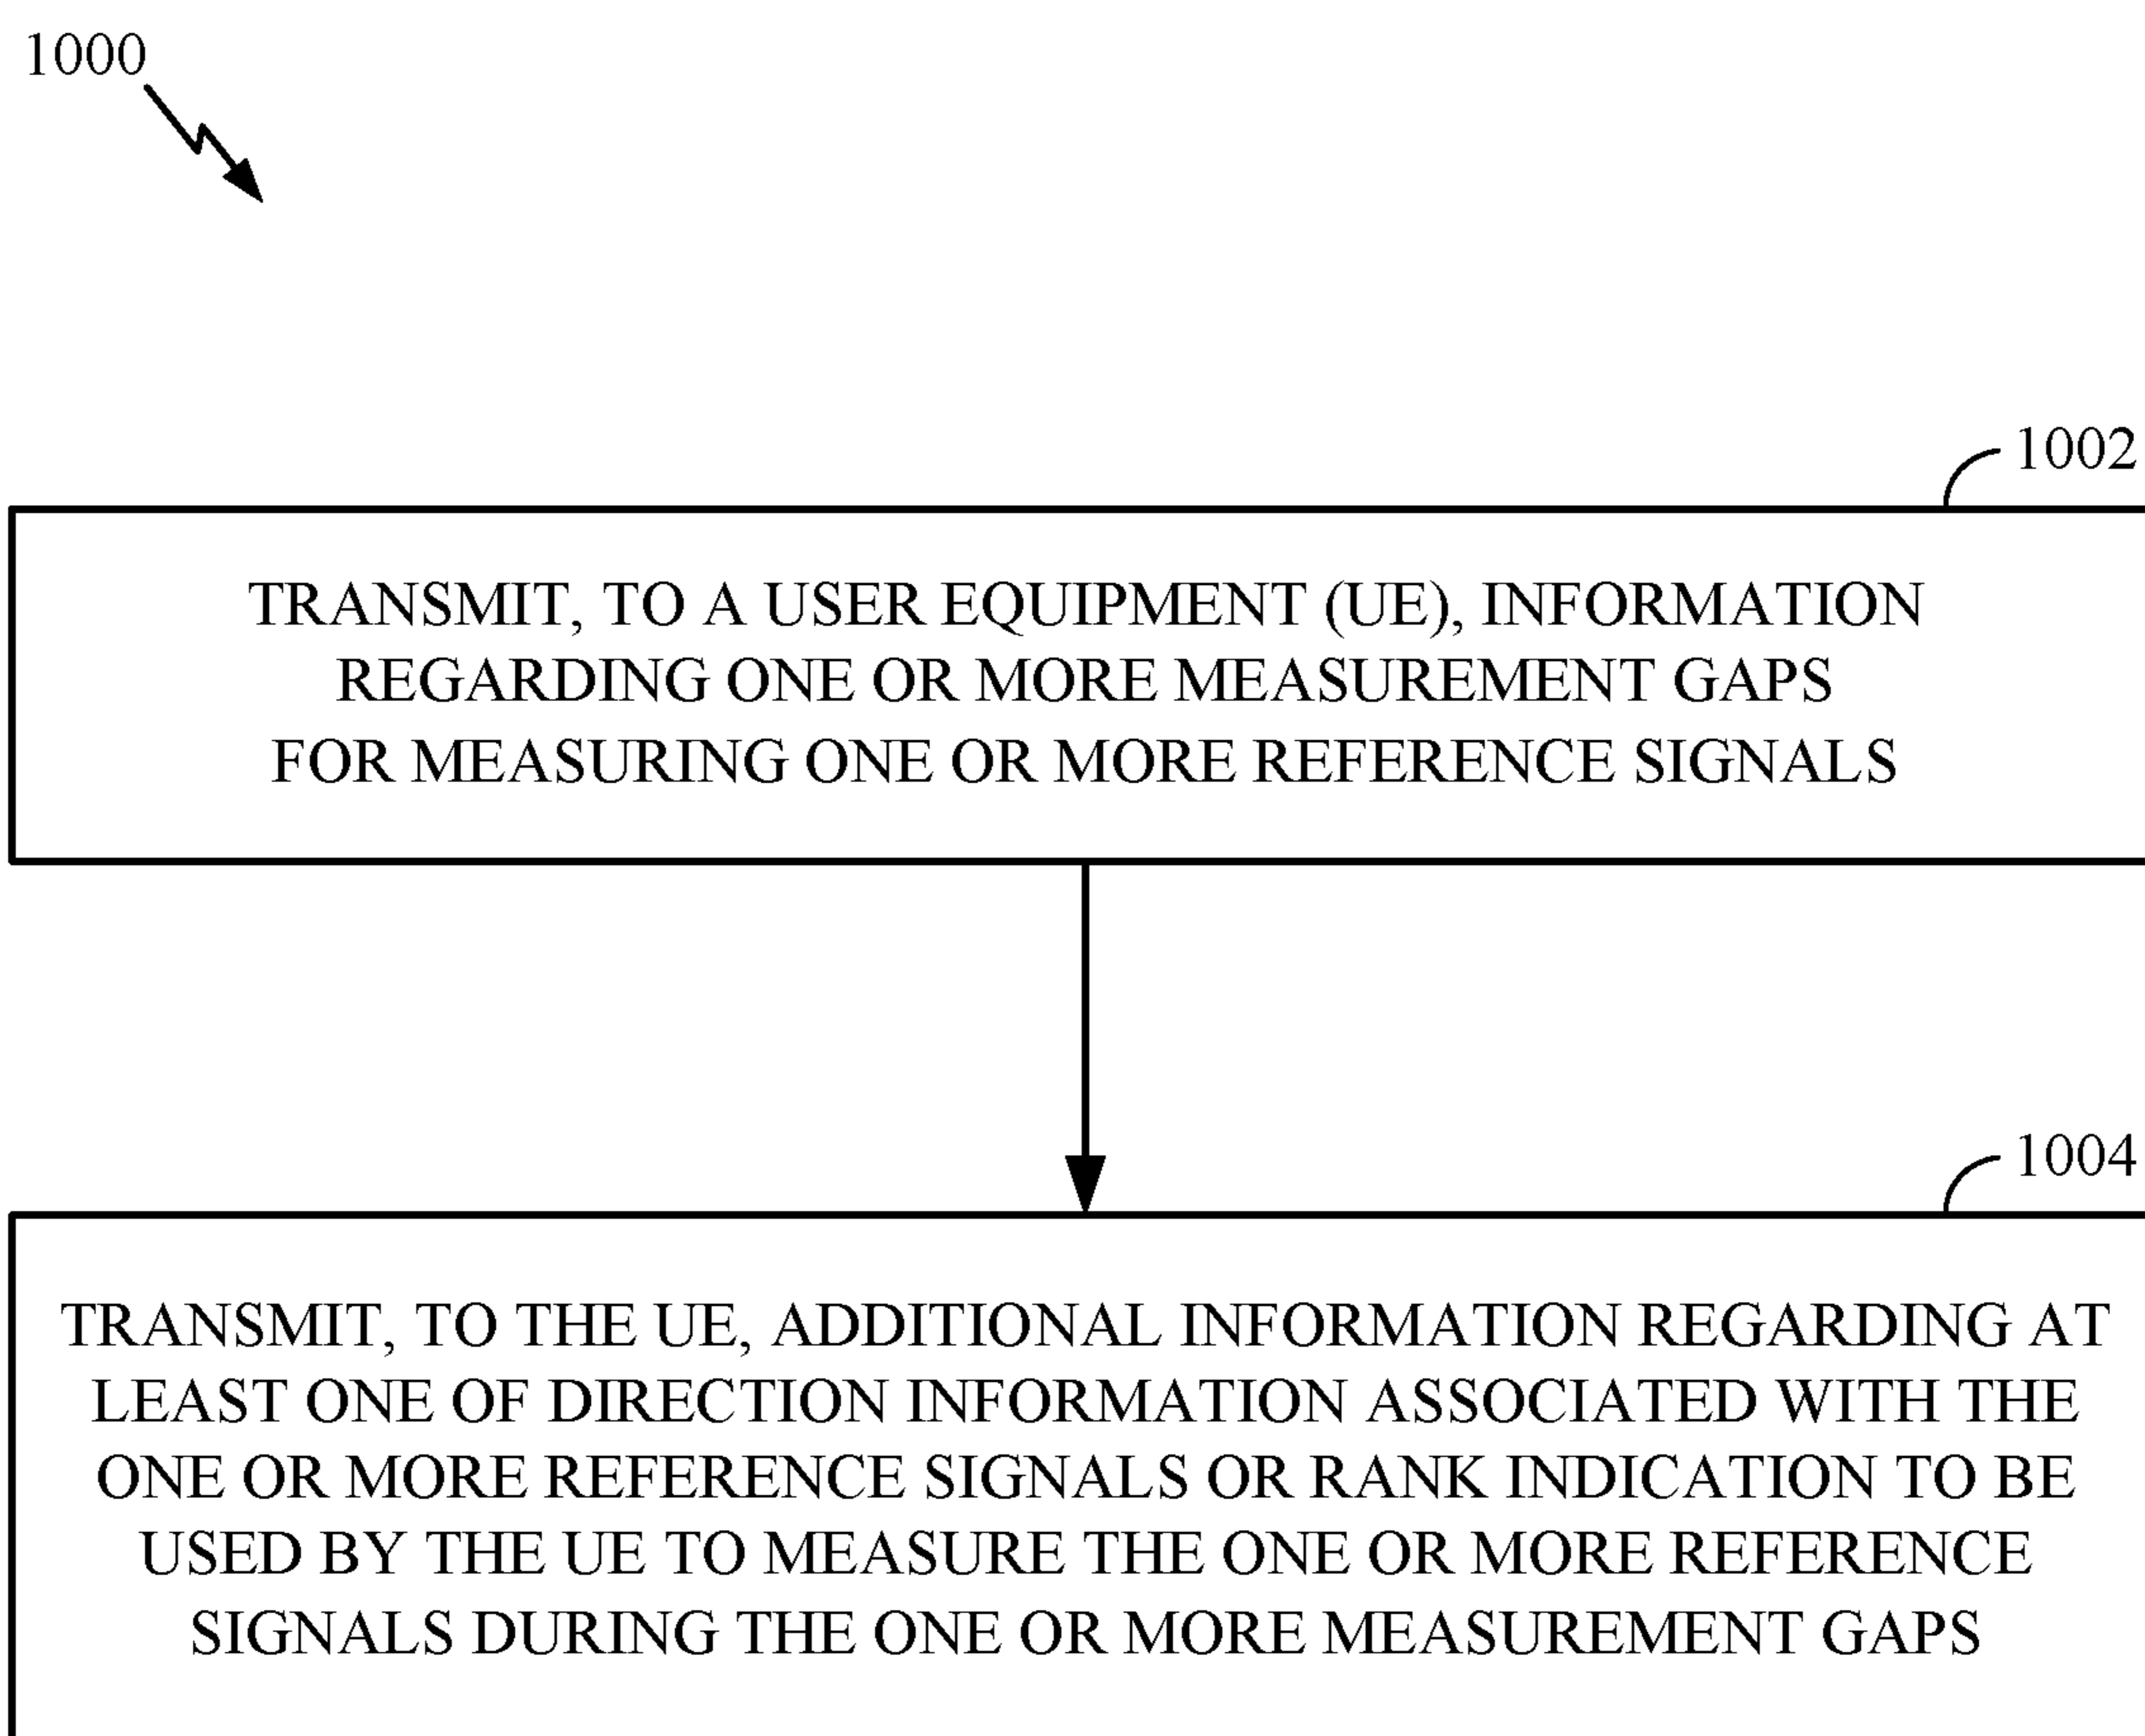 1000
1002
TRANSMIT, TO A USER EQUIPMENT (UE), INFORMATION
REGARDING ONE OR MORE MEASUREMENT GAPS
FOR MEASURING ONE OR MORE REFERENCE SIGNALS
1004
TRANSMIT, TO THE UE, ADDITIONAL INFORMATION REGARDING AT
LEAST ONE OF DIRECTION INFORMATION ASSOCIATED WITH THE
ONE OR MORE REFERENCE SIGNALS OR RANK INDICATION TO BE
USED BY THE UE TO MEASURE THE ONE OR MORE REFERENCE
SIGNALS DURING THE ONE OR MORE MEASUREMENT GAPS